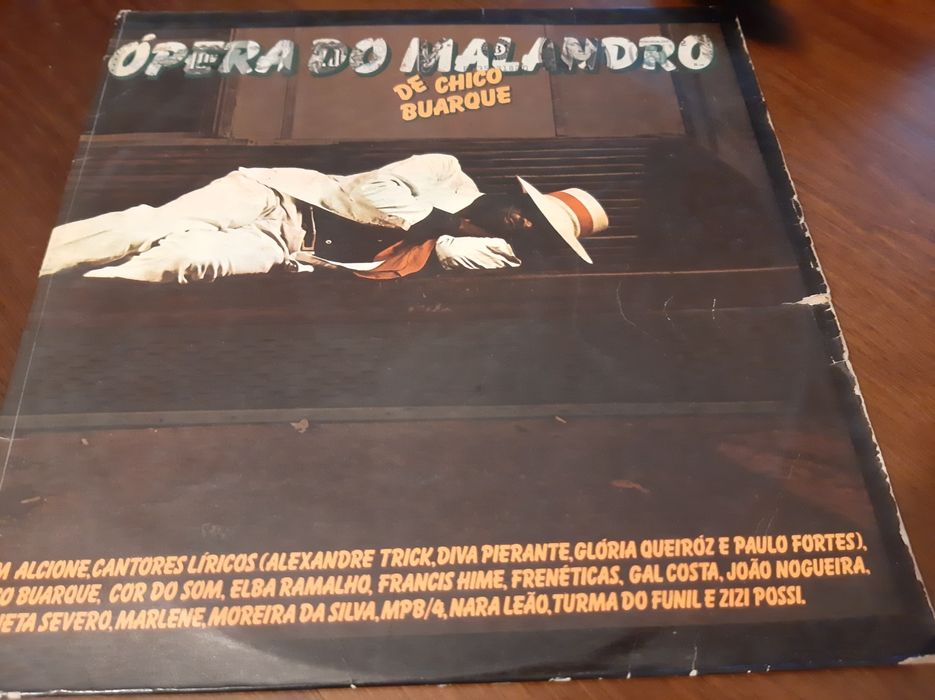 ÓPERA DO MALANDRO
DE CHICO
BUARQUE
ALCIONE, CANTORES LÍRICOS (ALEXANDRE TRICK, DIVA PIERANTE, GLÓRIA QUEIRÓZ E PAULO FORTES),
BUARQUE, COR DO SOM, ELBA RAMALHO, FRANCIS HIME, FRENÉTICAS, GAL COSTA, JOÃO NOGUEIRA,
SEVERO, MARLENE, MOREIRA DA SILVA, MPB/4, NARA LEÃO, TURMA DO FUNIL E ZIZI POSSI.